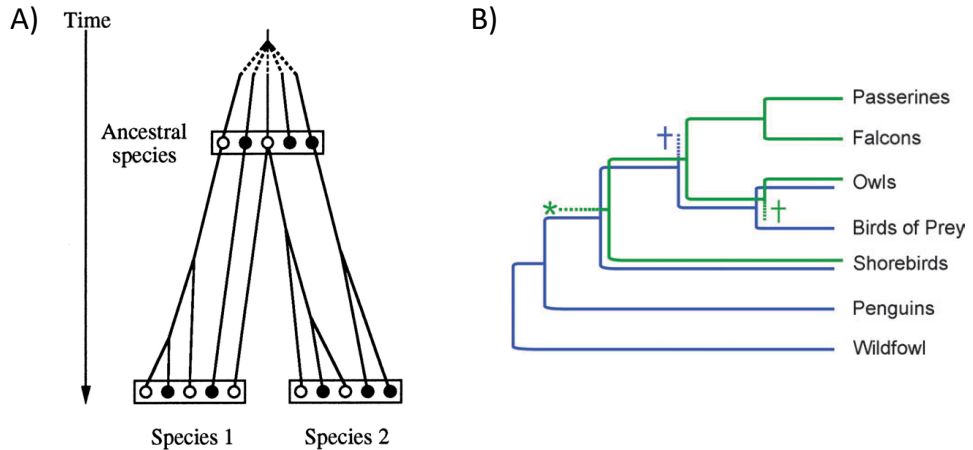 A)
Time
Ancestral
species
Species 1
Species 2
B)
Passerines
Falcons
Owls
Birds of Prey
Shorebirds
Penguins
Wildfowl